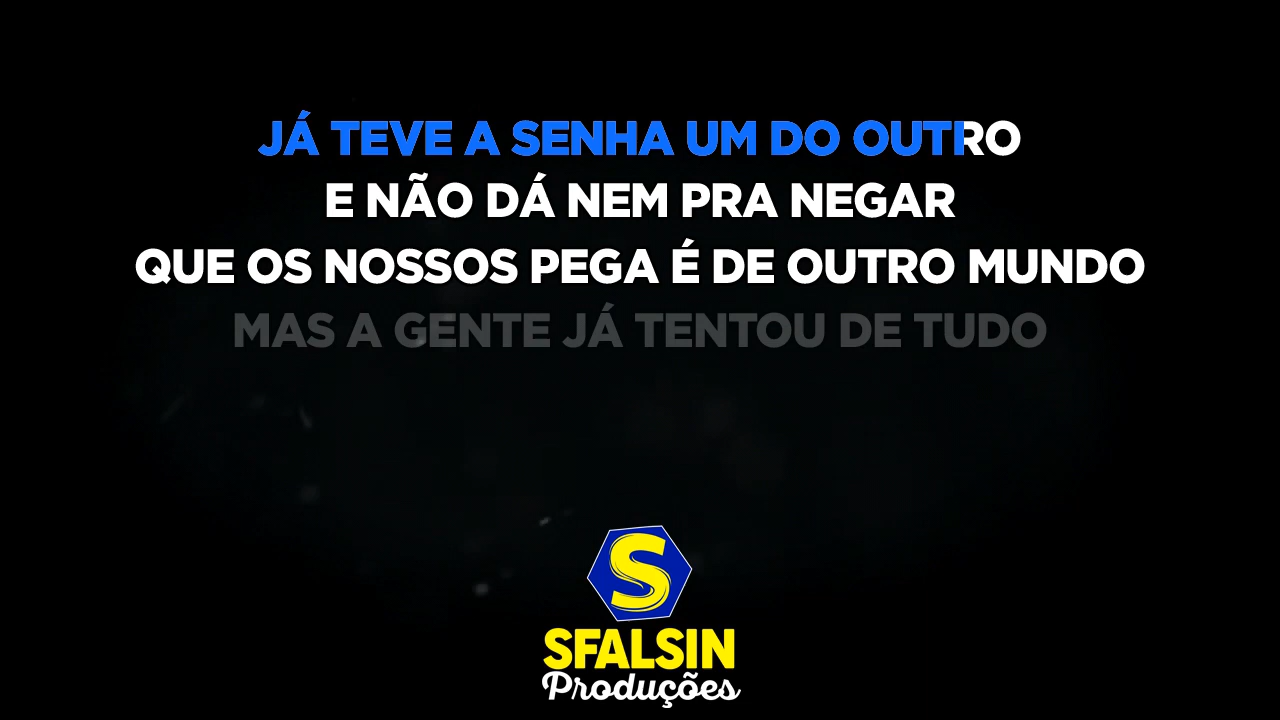 JÁ TEVE A SENHA UM DO OUTRO
E NÃO DÁ NEM PRA NEGAR
QUE OS NOSSOS PEGA É DE OUTRO MUNDO
MAS A GENTE JÁ TENTOU DE TUDO
S
SFALSIN
Produções